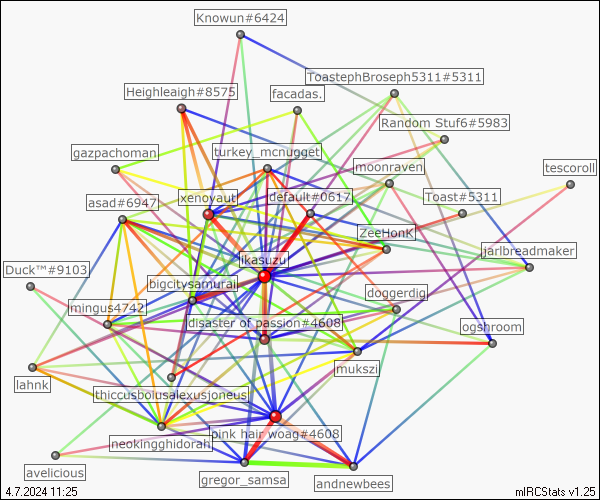 Knowun#6424
ToastephBroseph5311#5311
Heighleaigh#8575
facadas.
Random Stuf6#5983
gazpachoman
turkey_mcnugget
moonraven
tescoroll
xenovaut
default#0617
Toast#5311
asad#6947
ZeeHonK
jarlbreadmaker
ikasuzu
Duck™#9103
bigcitysamurai
doggerdig
mingus4742
disaster of passion#4608
ogshroom
mukszi
lahnk
thiccusbolusalexusjoneus
neokingghidorah
pink hair woag#4608
avelicious
gregor_samsa
andnewbees
4.7.2024 11:25
mIRCStats v1.25